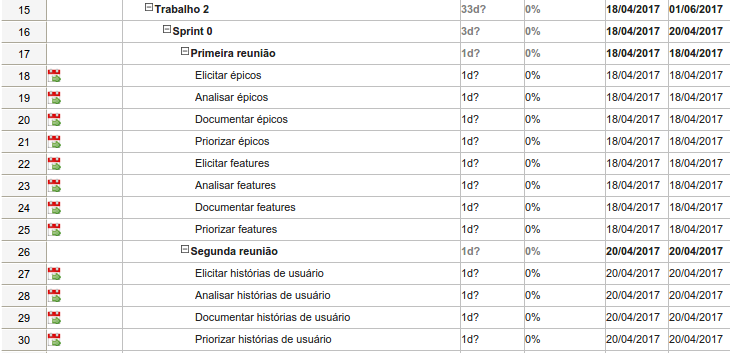 15 Trabalho 2 33d? 0% 18/04/2017 01/06/2017
16 Sprint 0 3d? 0% 18/04/2017 20/04/2017
17 Primeira reunião 1d? 0% 18/04/2017 18/04/2017
18 Elicitar épicos 1d? 0% 18/04/2017 18/04/2017
19 Analisar épicos 1d? 0% 18/04/2017 18/04/2017
20 Documentar épicos 1d? 0% 18/04/2017 18/04/2017
21 Priorizar épicos 1d? 0% 18/04/2017 18/04/2017
22 Elicitar features 1d? 0% 18/04/2017 18/04/2017
23 Analisar features 1d? 0% 18/04/2017 18/04/2017
24 Documentar features 1d? 0% 18/04/2017 18/04/2017
25 Priorizar features 1d? 0% 18/04/2017 18/04/2017
26 Segunda reunião 1d? 0% 20/04/2017 20/04/2017
27 Elicitar histórias de usuário 1d? 0% 20/04/2017 20/04/2017
28 Analisar histórias de usuário 1d? 0% 20/04/2017 20/04/2017
29 Documentar histórias de usuário 1d? 0% 20/04/2017 20/04/2017
30 Priorizar histórias de usuário 1d? 0% 20/04/2017 20/04/2017